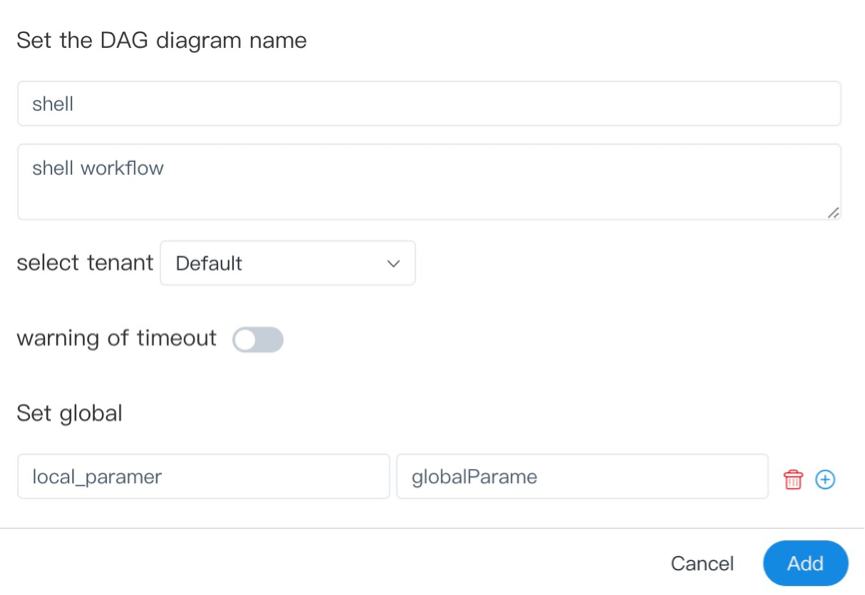 Set the DAG diagram name
shell
shell workflow
select tenant Default
warning of timeout
Set global
local_paramer globalParame
Cancel Add